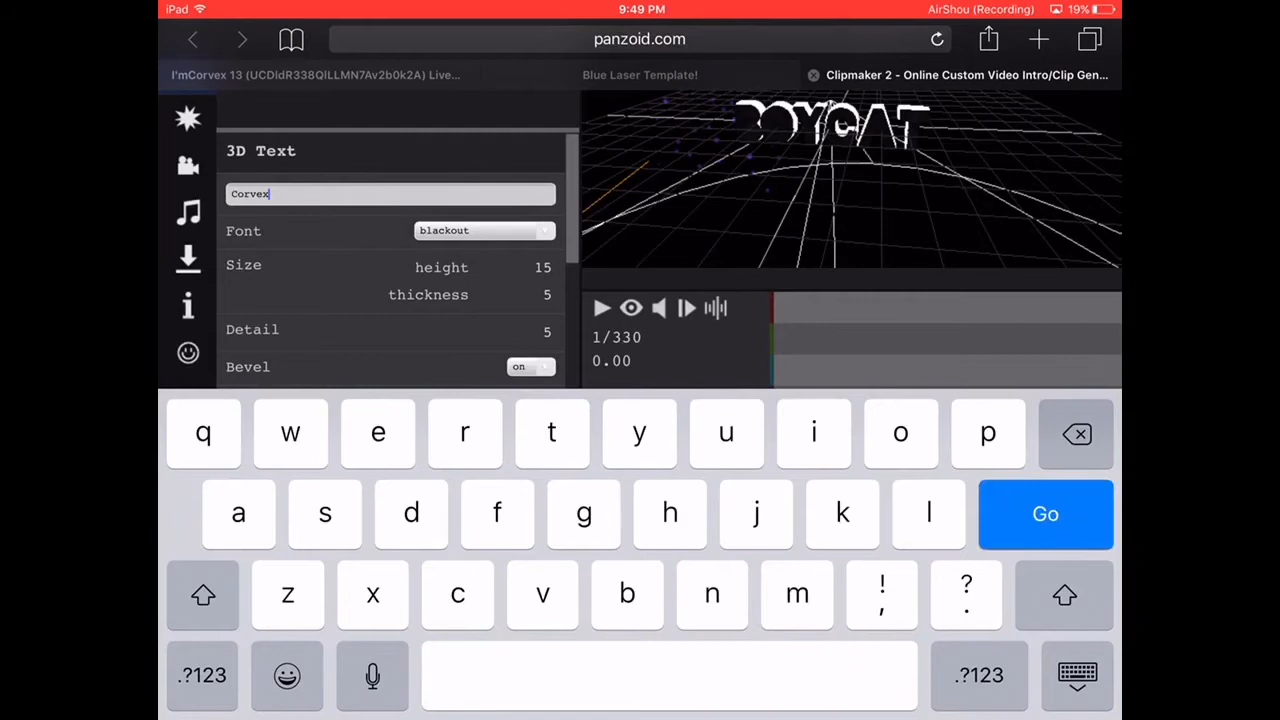 iPad 9:49 PM AirShou (Recording) 19%
panzoid.com
I'mCorvex 13 (UCDIdR338QlLLMN7Av2b0k2A) Live... Blue Laser Template! Clipmaker 2 - Online Custom Video Intro/Clip Gen...
3D Text
BOYCAT
Corvex
Font blackout
Size height 15
thickness 5
Detail 5
Bevel on
1/330
0.00
q w e r t y u i o p
a s d f g h j k l Go
z x c v b n m ! , ? .
.?123 .?123